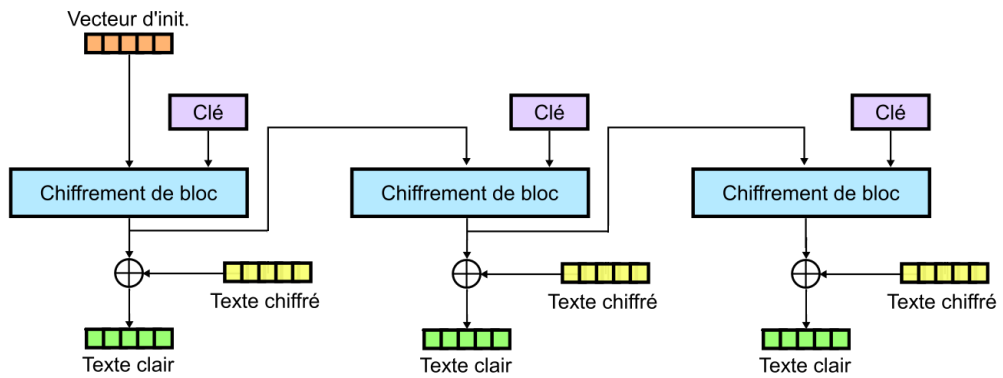 Vecteur d'init.
Clé
Clé
Clé
Chiffrement de bloc
Chiffrement de bloc
Chiffrement de bloc
Texte chiffré
Texte chiffré
Texte chiffré
Texte clair
Texte clair
Texte clair